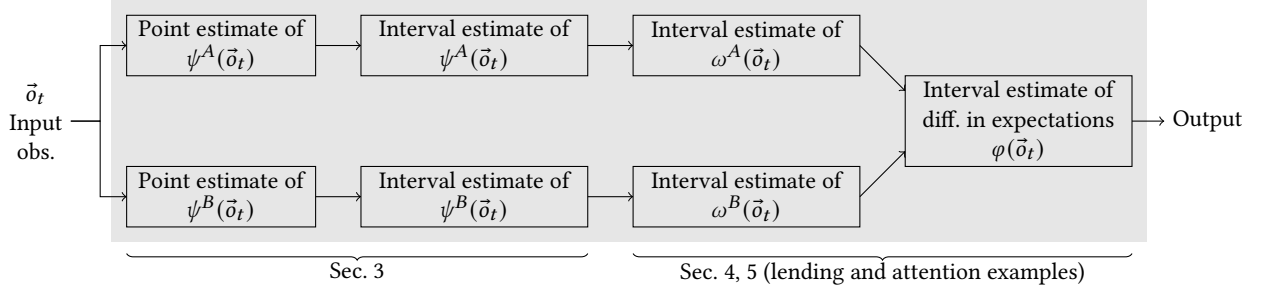 Point estimate of
ψ^A(o⃗_t)
Interval estimate of
ψ^A(o⃗_t)
Interval estimate of
ω^A(o⃗_t)
o⃗_t
Input
obs.
Interval estimate of
diff. in expectations
φ(o⃗_t)
Output
Point estimate of
ψ^B(o⃗_t)
Interval estimate of
ψ^B(o⃗_t)
Interval estimate of
ω^B(o⃗_t)
Sec. 3
Sec. 4, 5 (lending and attention examples)